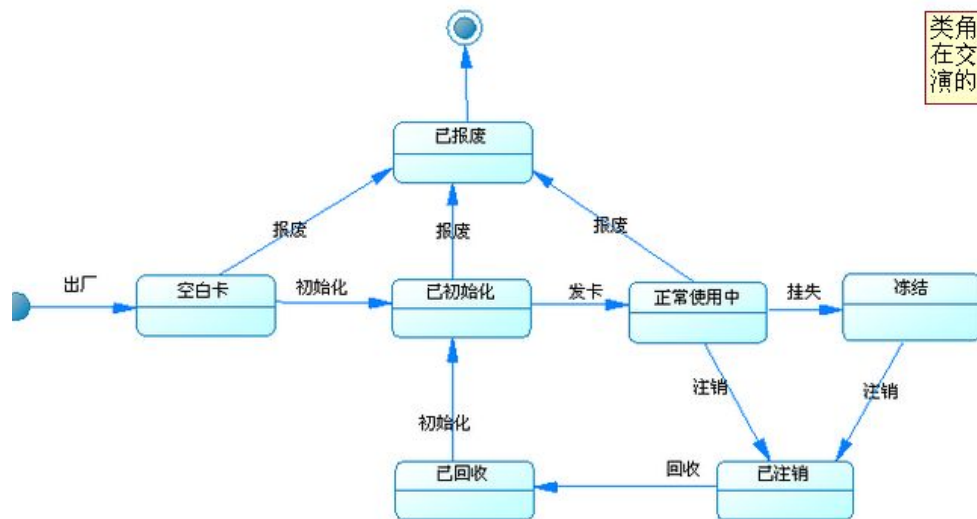 类角
在交
演的
已报废
报废
报废
报废
出厂
空白卡
初始化
已初始化
发卡
正常使用中
挂失
冻结
注销
注销
初始化
已回收
回收
已注销